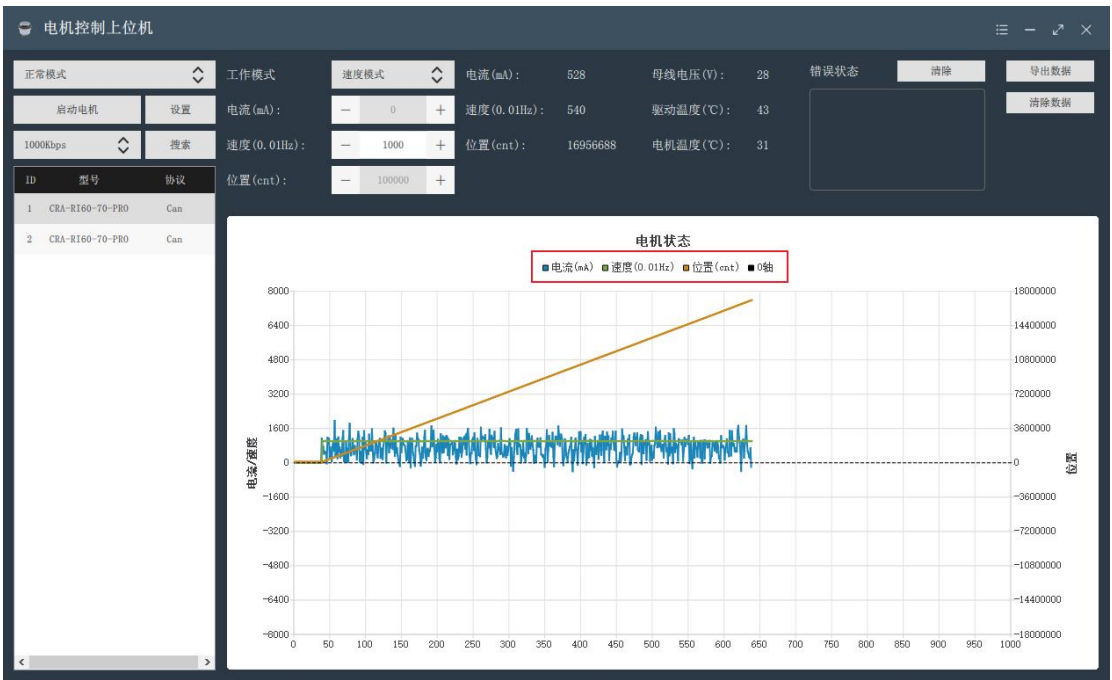 电机控制上位机
正常模式
启动电机 设置
1000Kbps 搜索
ID 型号 协议
1 CRA-RI60-70-PRO Can
2 CRA-RI60-70-PRO Can
工作模式 速度模式
电流(mA): 0
速度(0.01Hz): 1000
位置(cnt): 100000
电流(mA): 528 母线电压(V): 28
速度(0.01Hz): 540 驱动温度(℃): 43
位置(cnt): 16956688 电机温度(℃): 31
错误状态 清除
导出数据
清除数据
电机状态
电流(mA) 速度(0.01Hz) 位置(cnt) 0轴
8000 18000000
6400 14400000
4800 10800000
3200 7200000
1600 3600000
0 0
-1600 -3600000
-3200 -7200000
-4800 -10800000
-6400 -14400000
-8000 -18000000
电流/速度
位置
0 50 100 150 200 250 300 350 400 450 500 550 600 650 700 750 800 850 900 950 1000